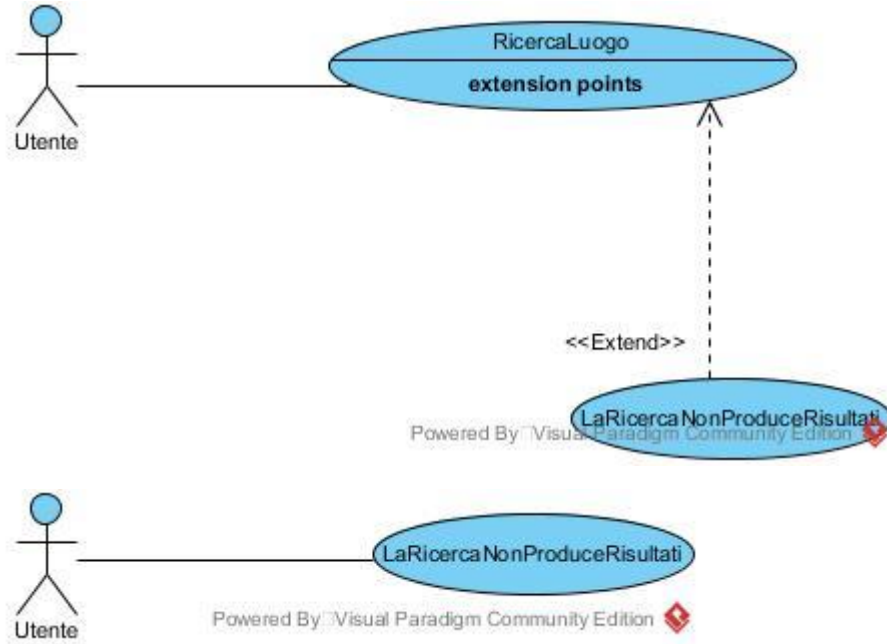 RicercaLuogo
extension points
Utente
<<Extend>>
LaRicercaNonProduceRisultati
Powered By Visual Paradigm Community Edition
LaRicercaNonProduceRisultati
Powered By Visual Paradigm Community Edition
Utente